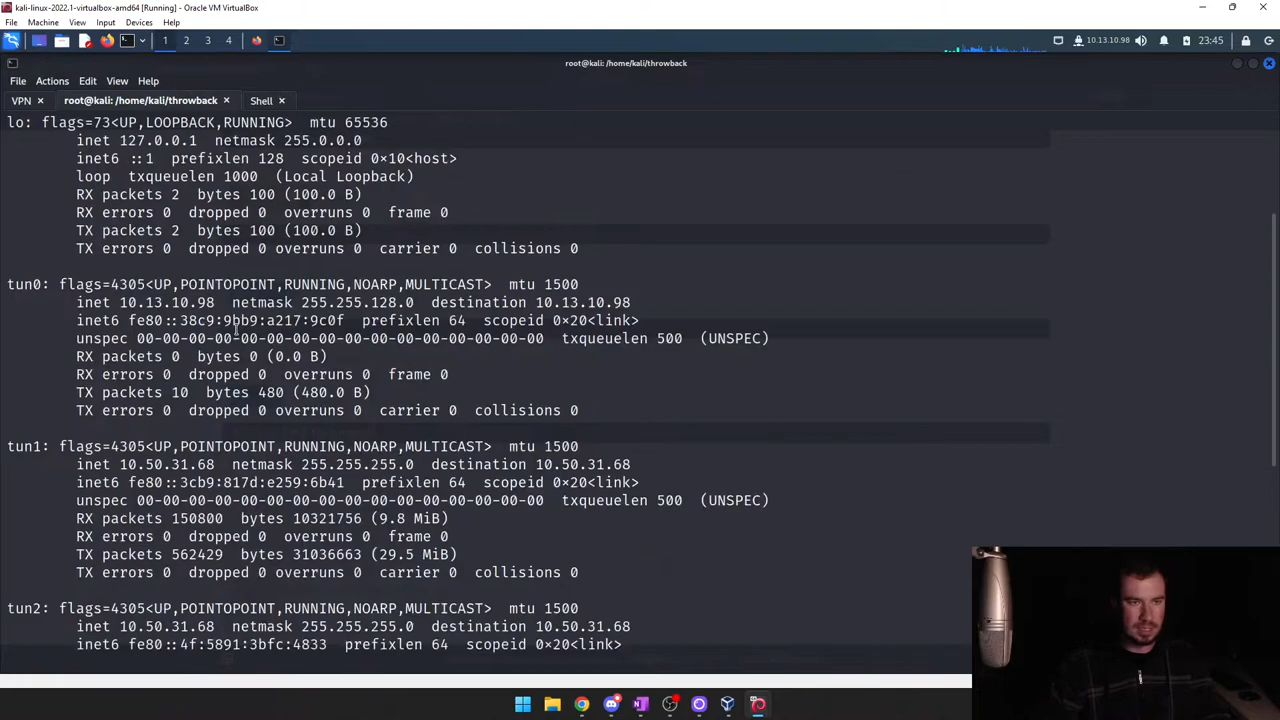 kali-linux-2022.1-virtualbox-amd64 [Running] - Oracle VM VirtualBox
File Machine View Input Devices Help
1 2 3 4 10.13.10.98 23:45
root@kali: /home/kali/throwback
File Actions Edit View Help
VPN × root@kali: /home/kali/throwback × Shell ×
lo: flags=73<UP,LOOPBACK,RUNNING> mtu 65536
inet 127.0.0.1 netmask 255.0.0.0
inet6 ::1 prefixlen 128 scopeid 0×10<host>
loop txqueuelen 1000 (Local Loopback)
RX packets 2 bytes 100 (100.0 B)
RX errors 0 dropped 0 overruns 0 frame 0
TX packets 2 bytes 100 (100.0 B)
TX errors 0 dropped 0 overruns 0 carrier 0 collisions 0
tun0: flags=4305<UP,POINTOPOINT,RUNNING,NOARP,MULTICAST> mtu 1500
inet 10.13.10.98 netmask 255.255.128.0 destination 10.13.10.98
inet6 fe80::38c9:9bb9:a217:9c0f prefixlen 64 scopeid 0×20<link>
unspec 00-00-00-00-00-00-00-00-00-00-00-00-00-00-00-00 txqueuelen 500 (UNSPEC)
RX packets 0 bytes 0 (0.0 B)
RX errors 0 dropped 0 overruns 0 frame 0
TX packets 10 bytes 480 (480.0 B)
TX errors 0 dropped 0 overruns 0 carrier 0 collisions 0
tun1: flags=4305<UP,POINTOPOINT,RUNNING,NOARP,MULTICAST> mtu 1500
inet 10.50.31.68 netmask 255.255.255.0 destination 10.50.31.68
inet6 fe80::3cb9:817d:e259:6b41 prefixlen 64 scopeid 0×20<link>
unspec 00-00-00-00-00-00-00-00-00-00-00-00-00-00-00-00 txqueuelen 500 (UNSPEC)
RX packets 150800 bytes 10321756 (9.8 MiB)
RX errors 0 dropped 0 overruns 0 frame 0
TX packets 562429 bytes 31036663 (29.5 MiB)
TX errors 0 dropped 0 overruns 0 carrier 0 collisions 0
tun2: flags=4305<UP,POINTOPOINT,RUNNING,NOARP,MULTICAST> mtu 1500
inet 10.50.31.68 netmask 255.255.255.0 destination 10.50.31.68
inet6 fe80::4f:5891:3bfc:4833 prefixlen 64 scopeid 0×20<link>